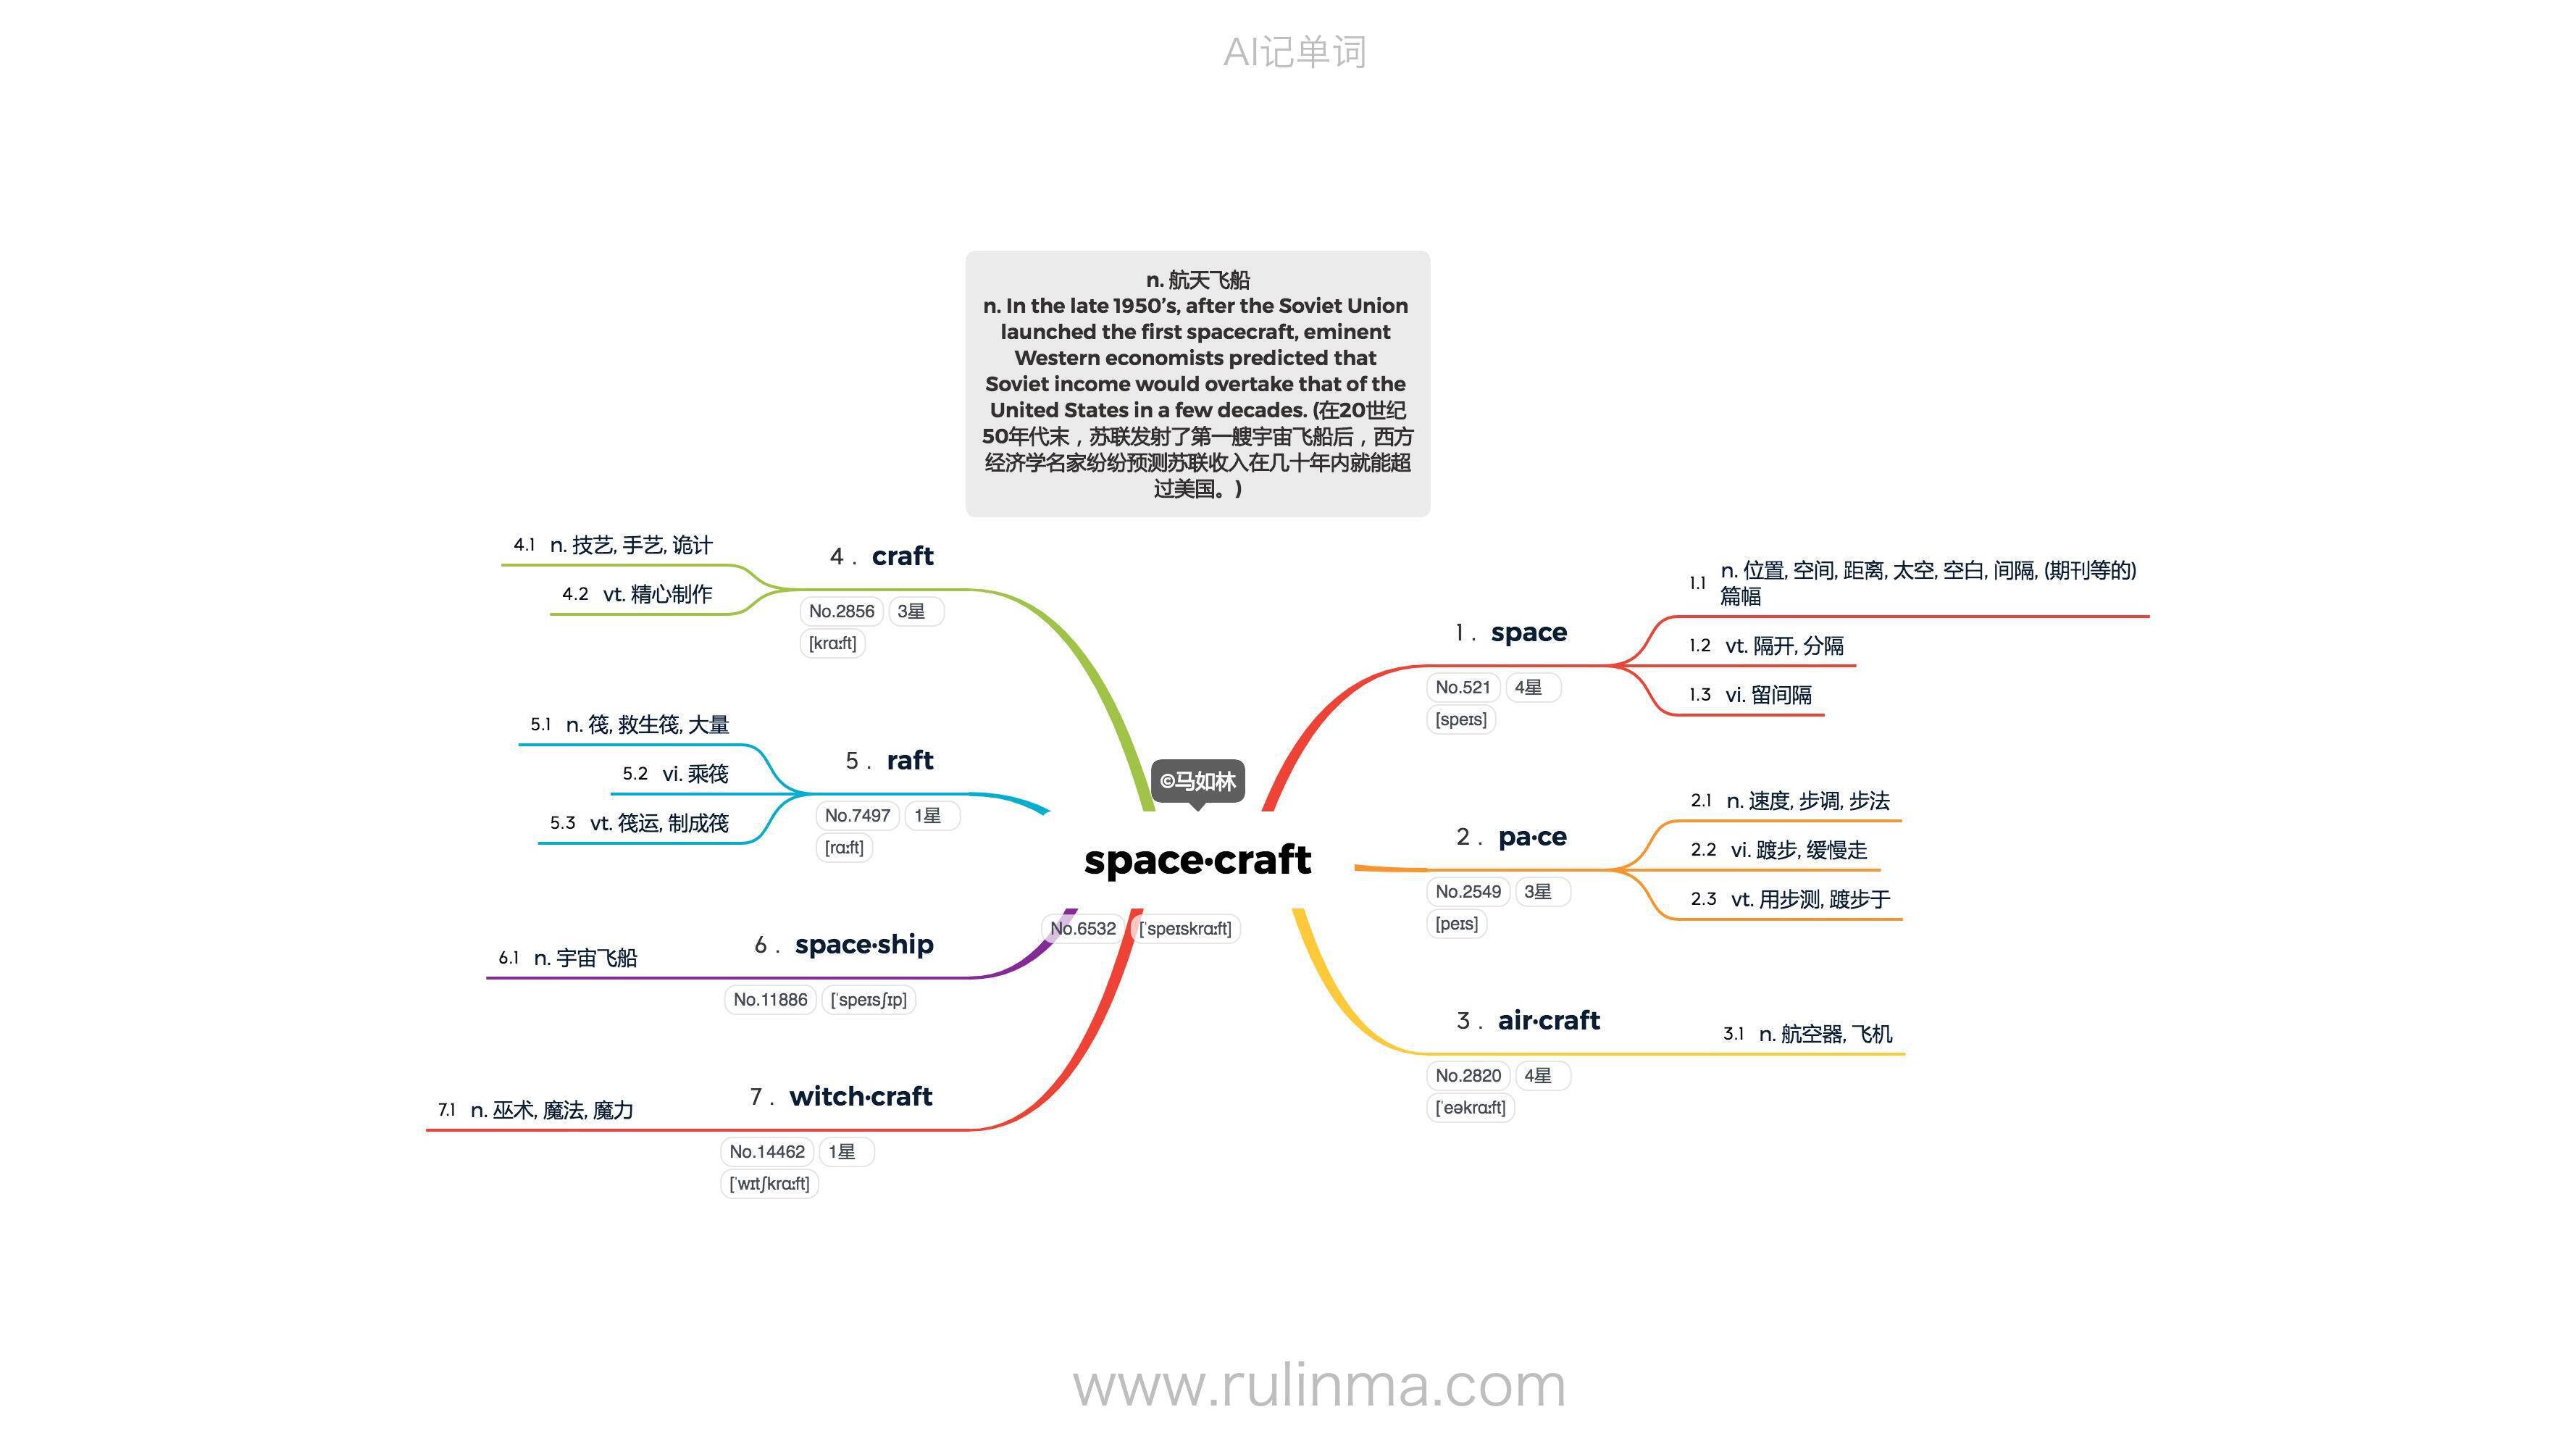 AI记单词
n. 航天飞船
n. In the late 1950’s, after the Soviet Union
launched the first spacecraft, eminent
Western economists predicted that
Soviet income would overtake that of the
United States in a few decades. (在20世纪
50年代末，苏联发射了第一艘宇宙飞船后，西方
经济学名家纷纷预测苏联收入在几十年内就能超
过美国。)
©马如林
space·craft
No.6532 [ˈspeɪskrɑːft]
1. space
No.521 4星
[speɪs]
1.1 n. 位置, 空间, 距离, 太空, 空白, 间隔, (期刊等的)
篇幅
1.2 vt. 隔开, 分隔
1.3 vi. 留间隔
2. pa·ce
No.2549 3星
[peɪs]
2.1 n. 速度, 步调, 步法
2.2 vi. 踱步, 缓慢走
2.3 vt. 用步测, 踱步于
3. air·craft
No.2820 4星
[ˈeəkrɑːft]
3.1 n. 航空器, 飞机
4. craft
No.2856 3星
[krɑːft]
4.1 n. 技艺, 手艺, 诡计
4.2 vt. 精心制作
5. raft
No.7497 1星
[rɑːft]
5.1 n. 筏, 救生筏, 大量
5.2 vi. 乘筏
5.3 vt. 筏运, 制成筏
6. space·ship
No.11886 [ˈspeɪsʃɪp]
6.1 n. 宇宙飞船
7. witch·craft
No.14462 1星
[ˈwɪtʃkrɑːft]
7.1 n. 巫术, 魔法, 魔力
www.rulinma.com